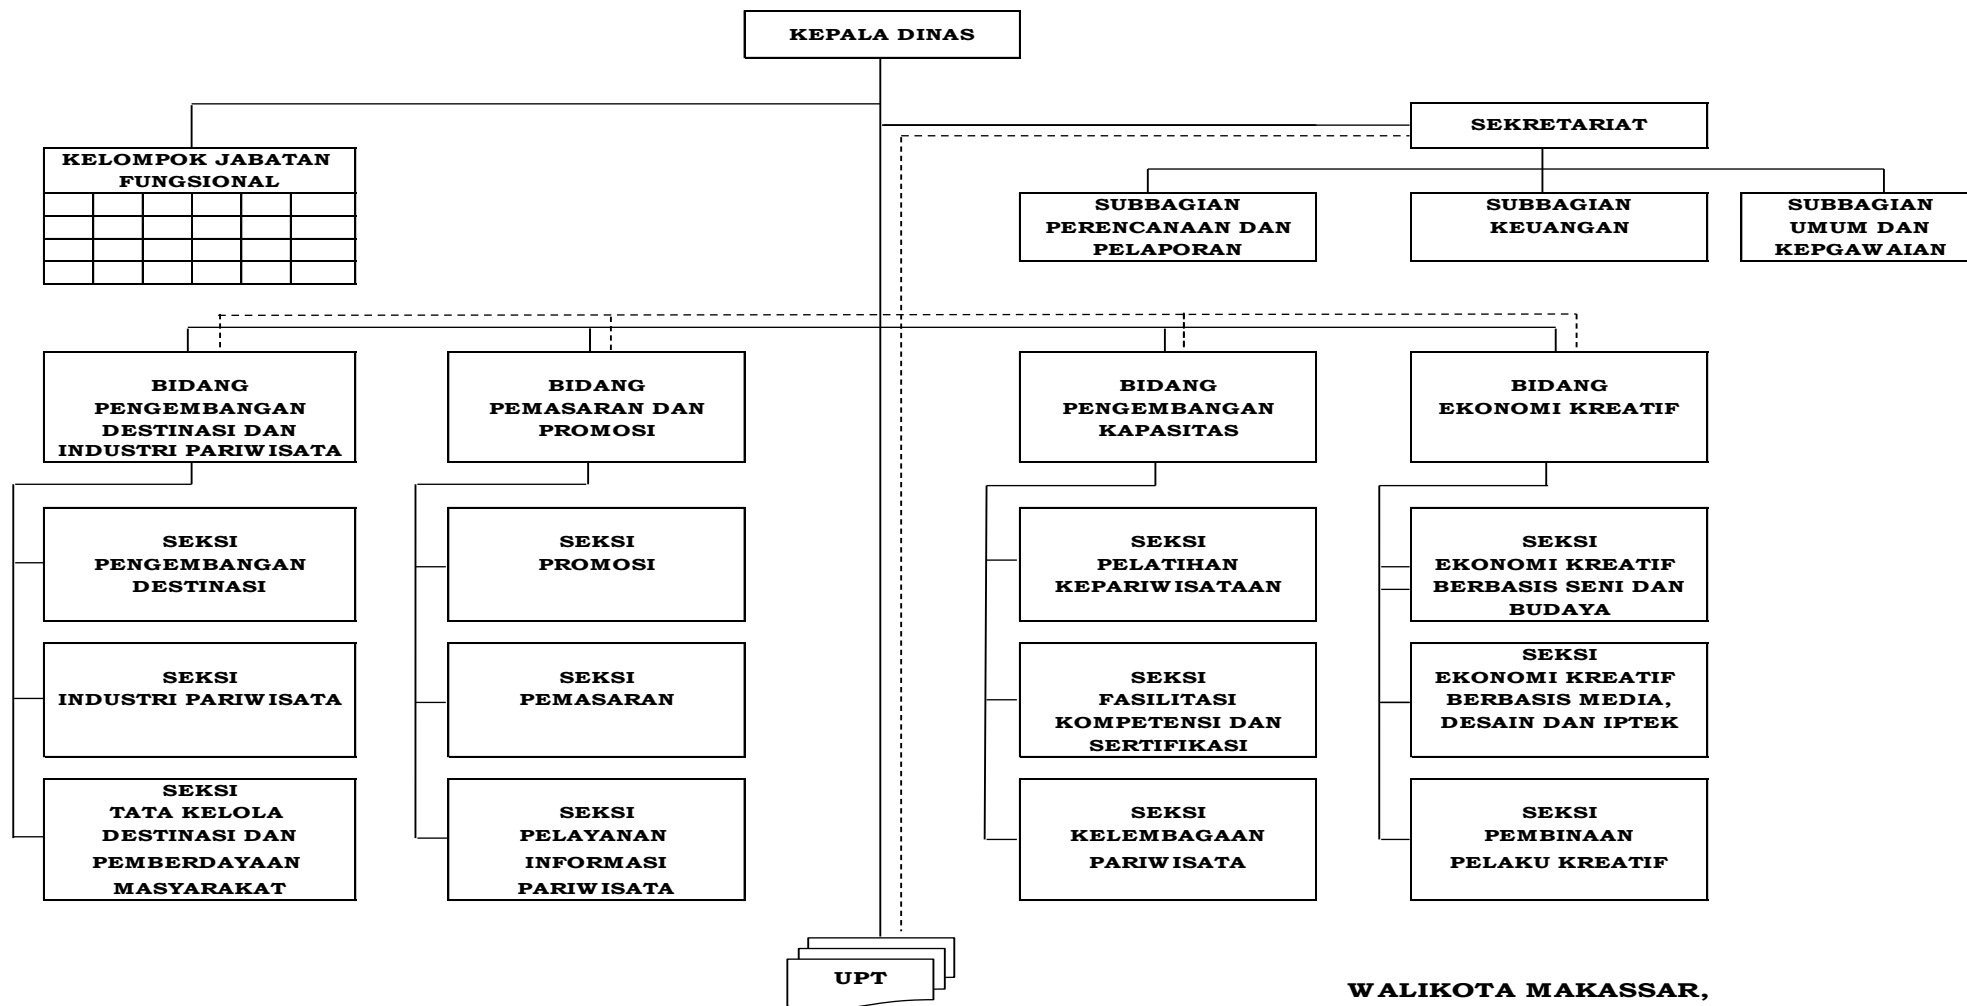 KEPALA DINAS
SEKRETARIAT
KELOMPOK JABATAN
FUNGSIONAL
SUBBAGIAN
PERENCANAAN DAN
PELAPORAN
SUBBAGIAN
KEUANGAN
SUBBAGIAN
UMUM DAN
KEPGAWAIAN
BIDANG
PENGEMBANGAN
DESTINASI DAN
INDUSTRI PARIWISATA
BIDANG
PEMASARAN DAN
PROMOSI
BIDANG
PENGEMBANGAN
KAPASITAS
BIDANG
EKONOMI KREATIF
SEKSI
PENGEMBANGAN
DESTINASI
SEKSI
PROMOSI
SEKSI
PELATIHAN
KEPARIWISATAAN
SEKSI
EKONOMI KREATIF
BERBASIS SENI DAN
BUDAYA
SEKSI
INDUSTRI PARIWISATA
SEKSI
PEMASARAN
SEKSI
FASILITASI
KOMPETENSI DAN
SERTIFIKASI
SEKSI
EKONOMI KREATIF
BERBASIS MEDIA,
DESAIN DAN IPTEK
SEKSI
TATA KELOLA
DESTINASI DAN
PEMBERDAYAAN
MASYARAKAT
SEKSI
PELAYANAN
INFORMASI
PARIWISATA
SEKSI
KELEMBAGAAN
PARIWISATA
SEKSI
PEMBINAAN
PELAKU KREATIF
UPT
WALIKOTA MAKASSAR,